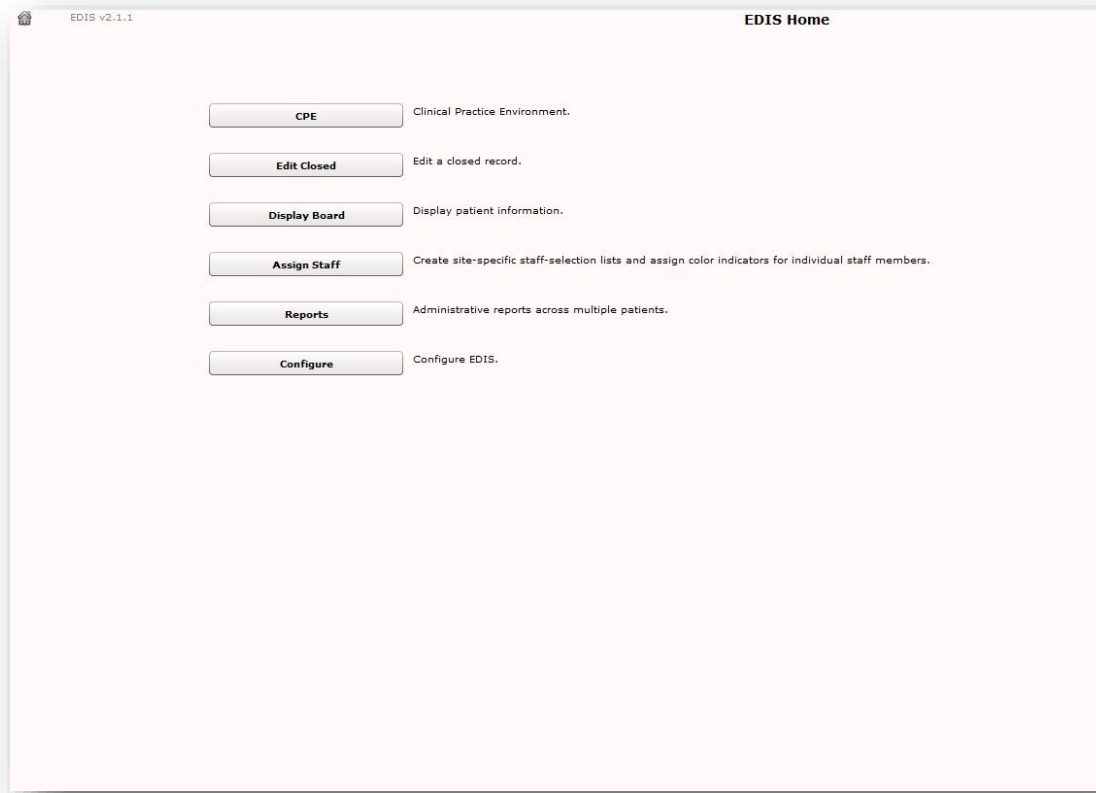 EDIS v2.1.1
EDIS Home
CPE
Clinical Practice Environment.
Edit Closed
Edit a closed record.
Display Board
Display patient information.
Assign Staff
Create site-specific staff-selection lists and assign color indicators for individual staff members.
Reports
Administrative reports across multiple patients.
Configure
Configure EDIS.